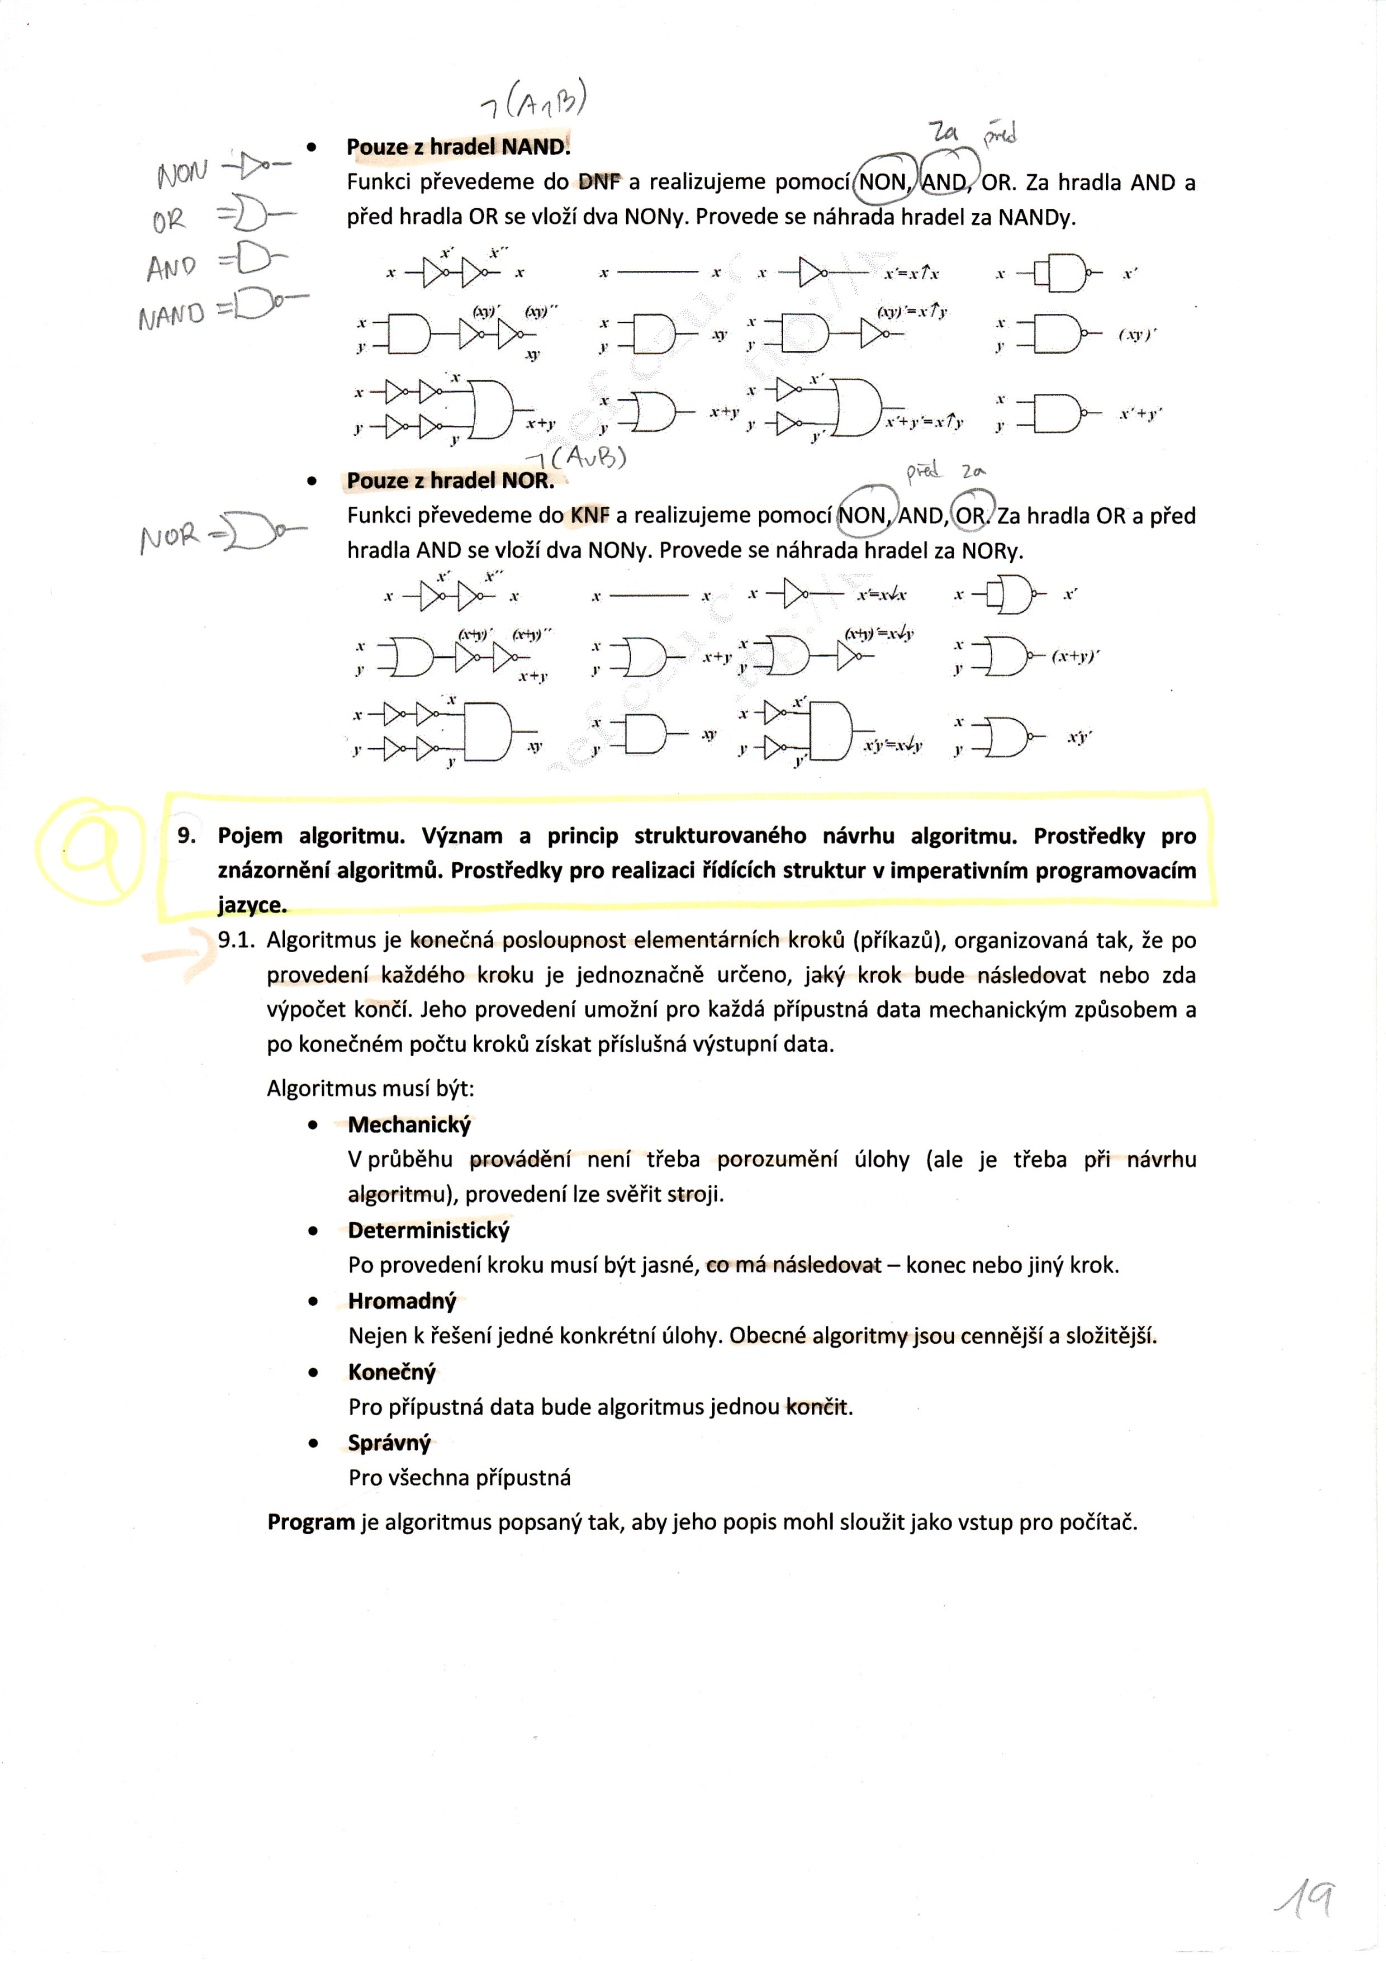 ¬(A∧B)
za před
• Pouze z hradel NAND.
NON
Funkci převedeme do DNF a realizujeme pomocí NON, AND, OR. Za hradla AND a
OR
před hradla OR se vloží dva NONy. Provede se náhrada hradel za NANDy.
AND
x x´ x´´ x x x x x´=x↑x x x´
NAND
x y (xy)´ (xy)´´ xy x y xy x y (xy)´=x↑y x y (xy)´
x y x y x+y x y x+y x y x´ y´ x´+y´=x↑y x y x´+y´
¬(A∨B)
před za
• Pouze z hradel NOR.
Funkci převedeme do KNF a realizujeme pomocí NON, AND, OR. Za hradla OR a před
NOR
hradla AND se vloží dva NONy. Provede se náhrada hradel za NORy.
x x´ x´´ x x x x x´=x↓x x x´
x y (x+y)´ (x+y)´´ x+y x y x+y x y (x+y)´=x↓y x y (x+y)´
x y x y xy x y xy x y x´ y´ x´y´=x↓y x y x´y´
9
9. Pojem algoritmu. Význam a princip strukturovaného návrhu algoritmu. Prostředky pro
znázornění algoritmů. Prostředky pro realizaci řídících struktur v imperativním programovacím
jazyce.
9.1. Algoritmus je konečná posloupnost elementárních kroků (příkazů), organizovaná tak, že po
provedení každého kroku je jednoznačně určeno, jaký krok bude následovat nebo zda
výpočet končí. Jeho provedení umožní pro každá přípustná data mechanickým způsobem a
po konečném počtu kroků získat příslušná výstupní data.
Algoritmus musí být:
• Mechanický
V průběhu provádění není třeba porozumění úlohy (ale je třeba při návrhu
algoritmu), provedení lze svěřit stroji.
• Deterministický
Po provedení kroku musí být jasné, co má následovat – konec nebo jiný krok.
• Hromadný
Nejen k řešení jedné konkrétní úlohy. Obecné algoritmy jsou cennější a složitější.
• Konečný
Pro přípustná data bude algoritmus jednou končit.
• Správný
Pro všechna přípustná
Program je algoritmus popsaný tak, aby jeho popis mohl sloužit jako vstup pro počítač.
19